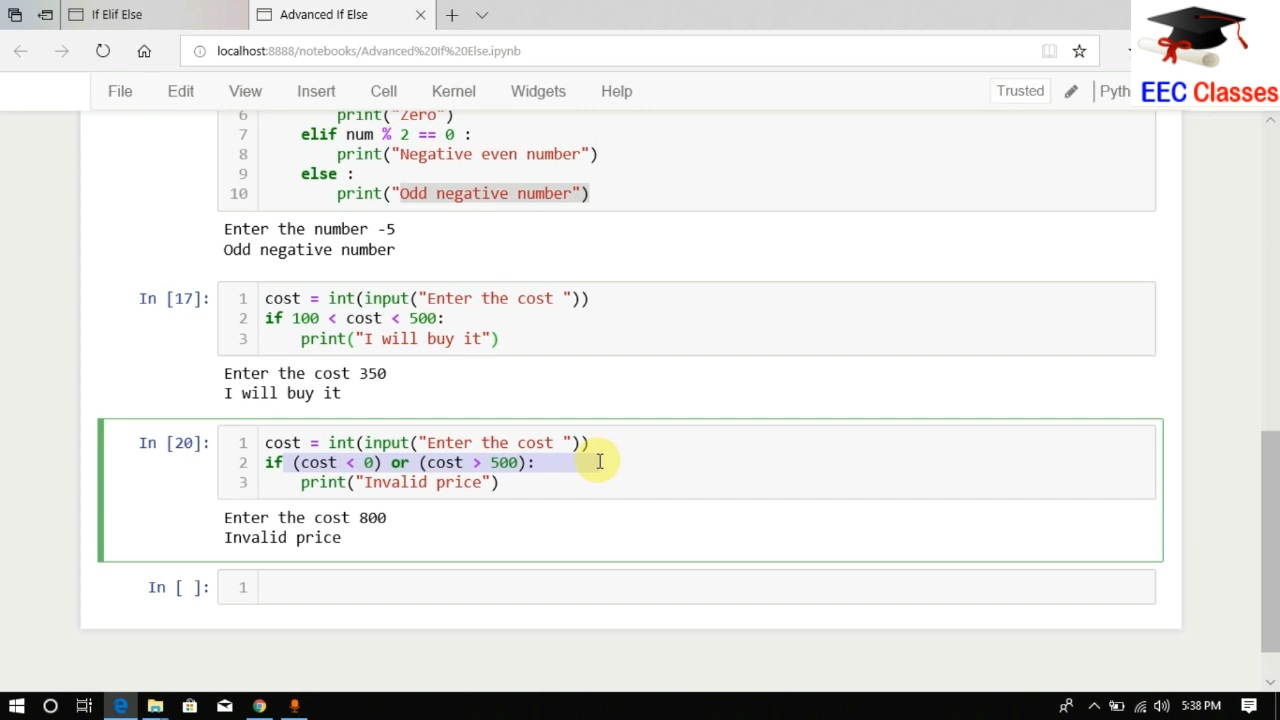 If Elif Else
Advanced If Else
localhost:8888/notebooks/Advanced%20If%20Else.ipynb
EEC Classes
File Edit View Insert Cell Kernel Widgets Help
Trusted
Pyth
6 print("Zero")
7 elif num % 2 == 0 :
8 print("Negative even number")
9 else :
10 print("Odd negative number")
Enter the number -5
Odd negative number
In [17]:
1 cost = int(input("Enter the cost "))
2 if 100 < cost < 500:
3 print("I will buy it")
Enter the cost 350
I will buy it
In [20]:
1 cost = int(input("Enter the cost "))
2 if (cost < 0) or (cost > 500):
3 print("Invalid price")
Enter the cost 800
Invalid price
In [ ]:
1
5:38 PM